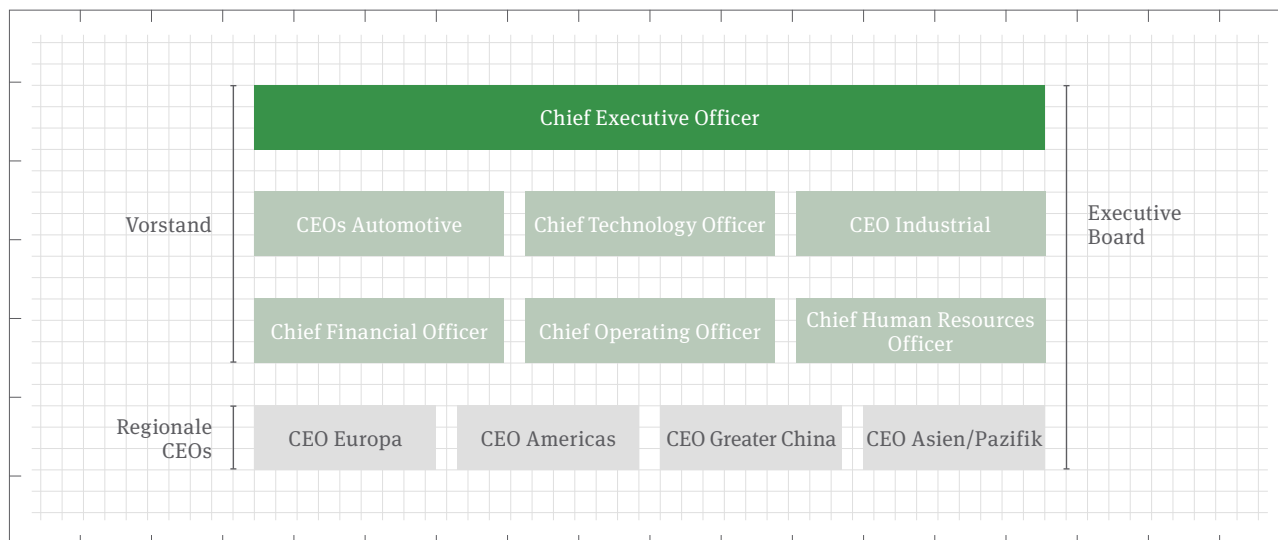 Chief Executive Officer
Vorstand
CEOs Automotive
Chief Technology Officer
CEO Industrial
Executive
Board
Chief Financial Officer
Chief Operating Officer
Chief Human Resources
Officer
Regionale
CEOs
CEO Europa
CEO Americas
CEO Greater China
CEO Asien/Pazifik